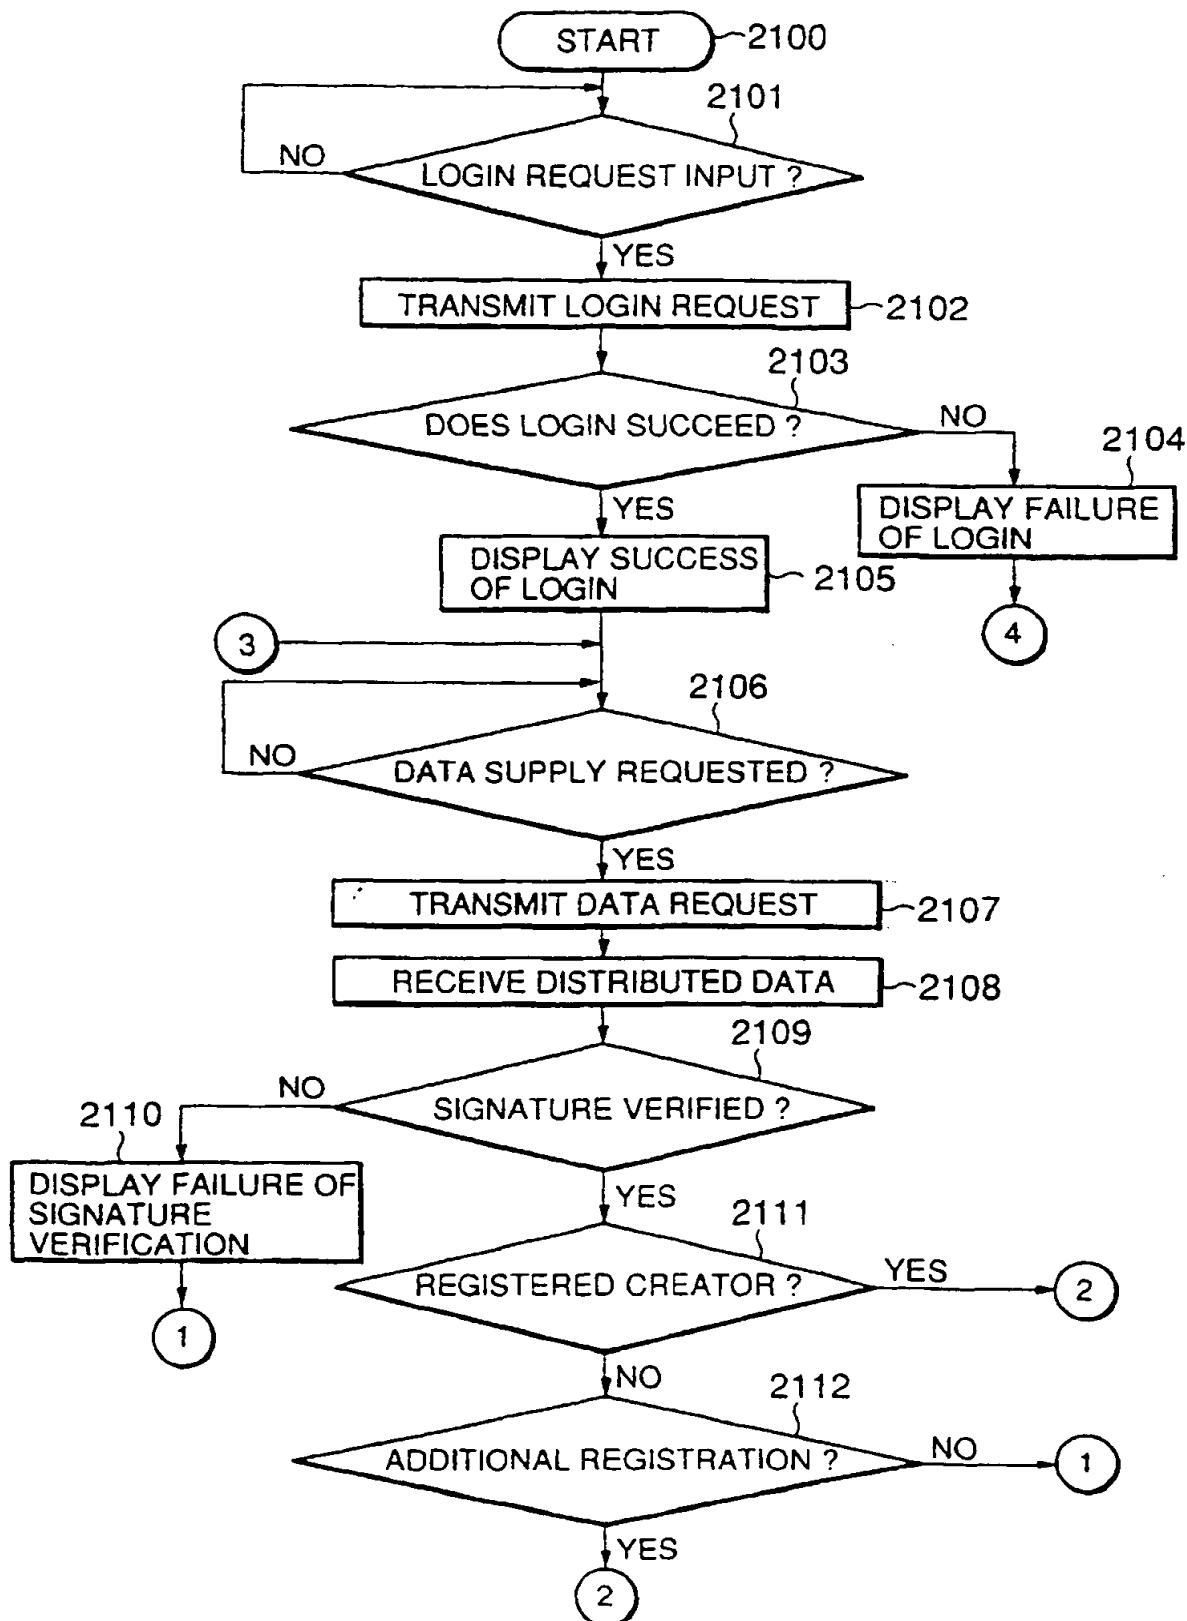 START
2100
2101
NO
LOGIN REQUEST INPUT ?
YES
TRANSMIT LOGIN REQUEST
2102
2103
DOES LOGIN SUCCEED ?
NO
2104
YES
DISPLAY FAILURE
OF LOGIN
DISPLAY SUCCESS
OF LOGIN
2105
3
4
2106
NO
DATA SUPPLY REQUESTED ?
YES
TRANSMIT DATA REQUEST
2107
RECEIVE DISTRIBUTED DATA
2108
2109
NO
SIGNATURE VERIFIED ?
2110
DISPLAY FAILURE OF
SIGNATURE
VERIFICATION
YES
2111
REGISTERED CREATOR ?
YES
2
1
NO
2112
ADDITIONAL REGISTRATION ?
NO
1
YES
2